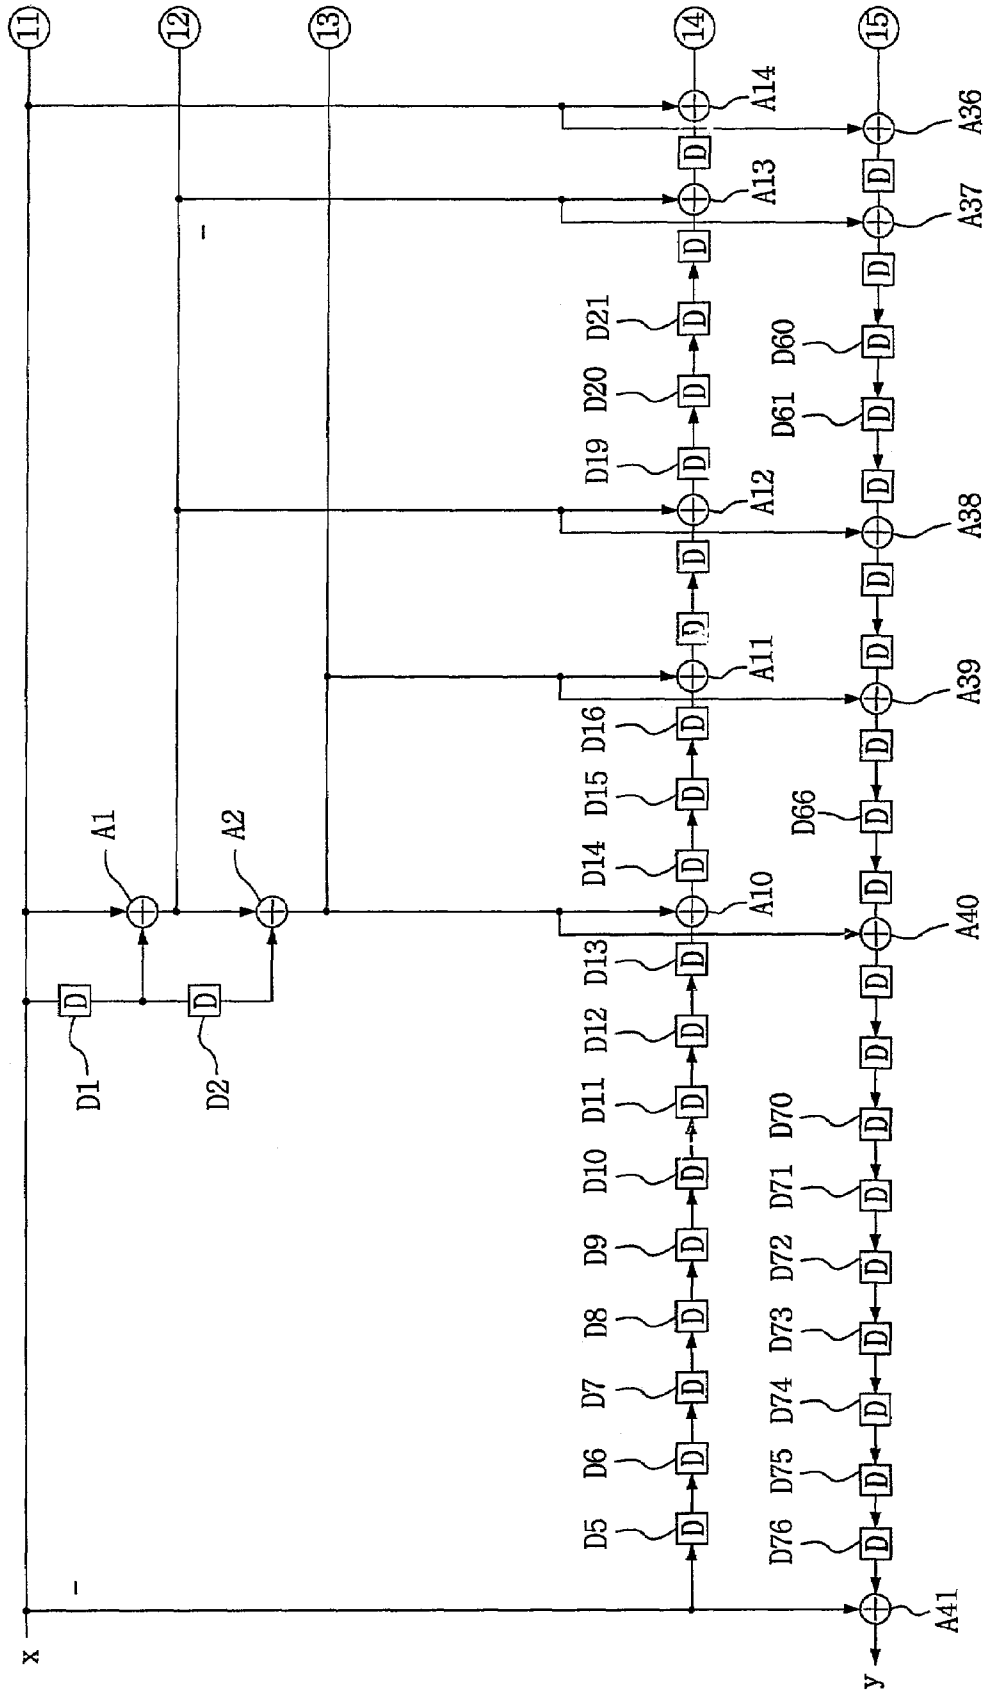 x 11
−
D1 D A1
12
−
D2 D A2
13
D5 D6 D7 D8 D9 D10 D11 D12 D13 D14 D15 D16 D19 D20 D21
D D D D D D D D D D D D D D D D D D D 14
A10 A11 A12 A13 A14
D76 D75 D74 D73 D72 D71 D70 D66 D61 D60
y D D D D D D D D D D D D D D D D D D D 15
A41 A40 A39 A38 A37 A36